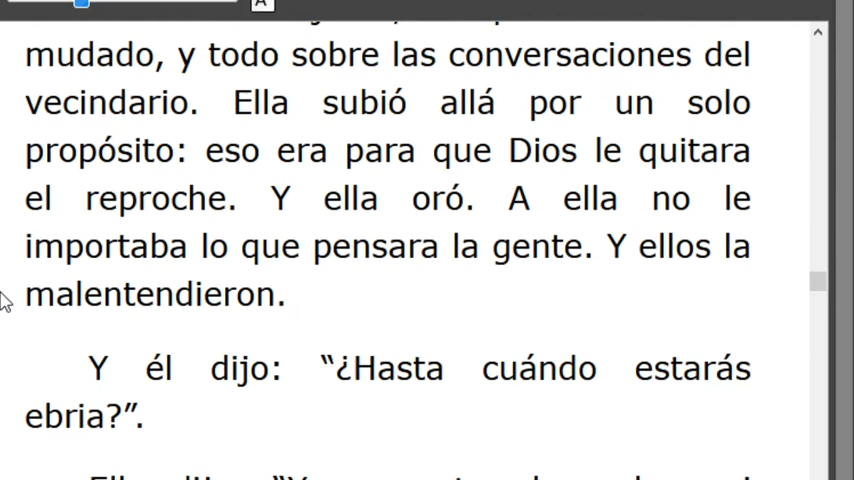 mudado, y todo sobre las conversaciones del
vecindario. Ella subió allá por un solo
propósito: eso era para que Dios le quitara
el reproche. Y ella oró. A ella no le
importaba lo que pensara la gente. Y ellos la
malentendieron.
Y él dijo: “¿Hasta cuándo estarás
ebria?”.